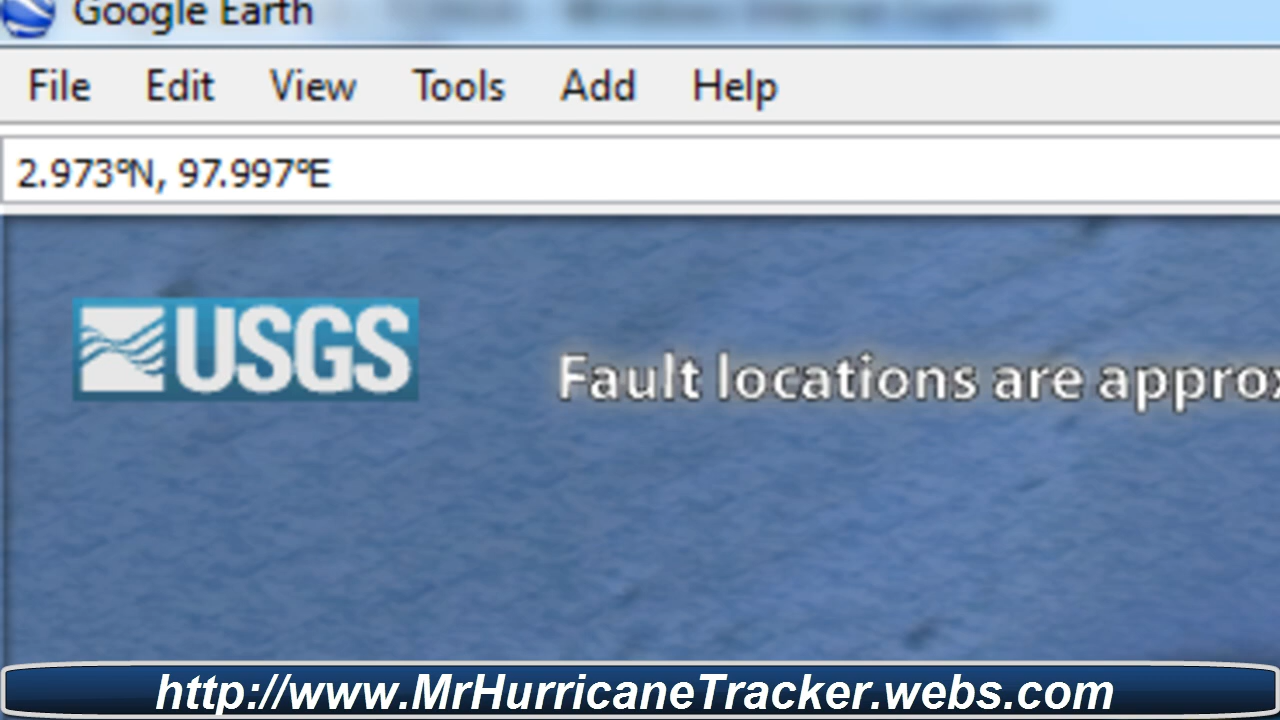 Google Earth
File Edit View Tools Add Help
2.973ºN, 97.997ºE
USGS
Fault locations are
http://www.MrHurricaneTracker.webs.com